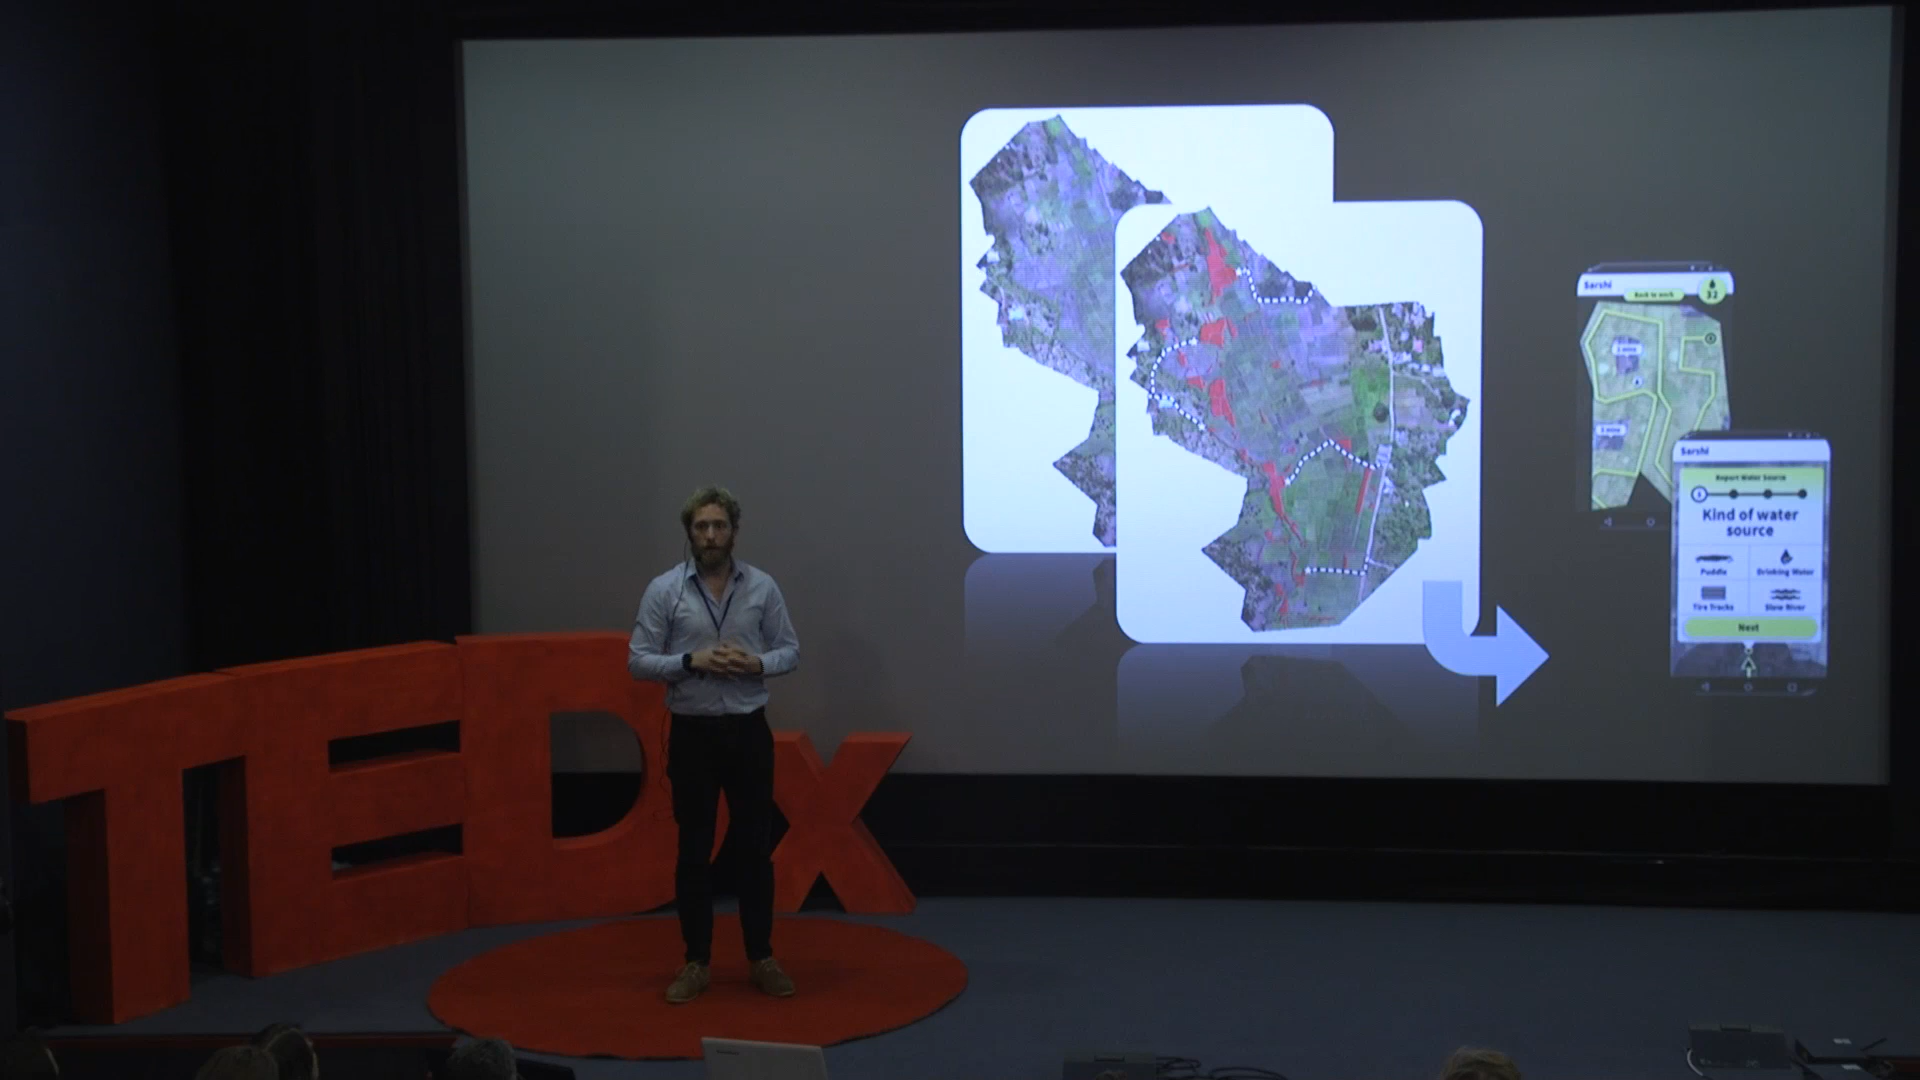 TEDx
Sarshi
Back to work
32
Sarshi
Report Water Source
1
Kind of water
source
Puddle
Drinking Water
Tire Tracks
Slow River
Next